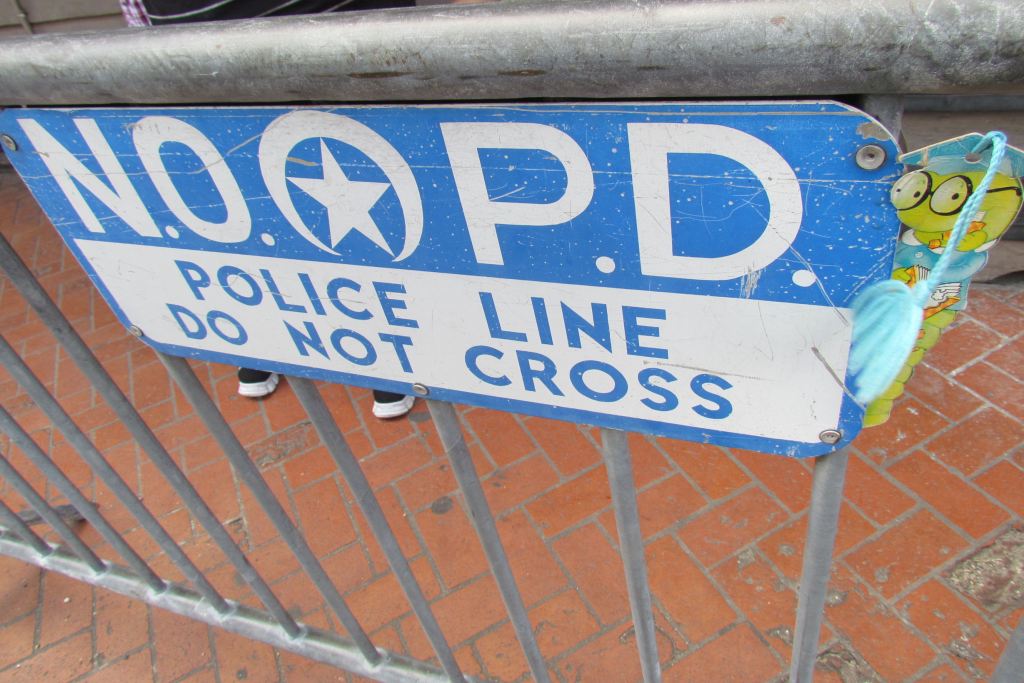 N.O. P.D.
POLICE LINE
DO NOT CROSS